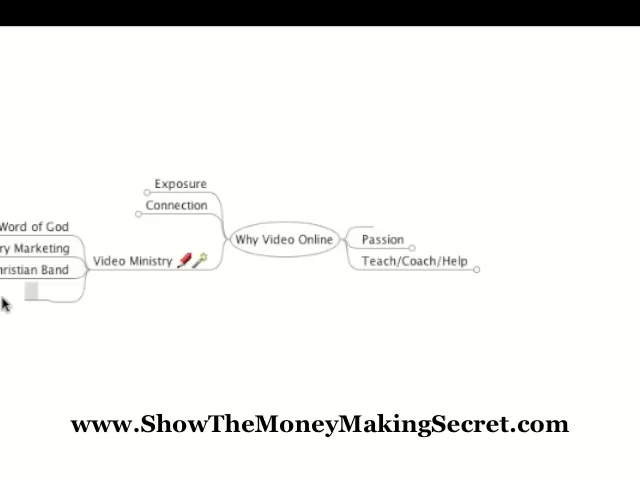 Exposure
Connection
Word of God
Why Video Online
Passion
ry Marketing
Video Ministry
Teach/Coach/Help
hristian Band
www.ShowTheMoneyMakingSecret.com